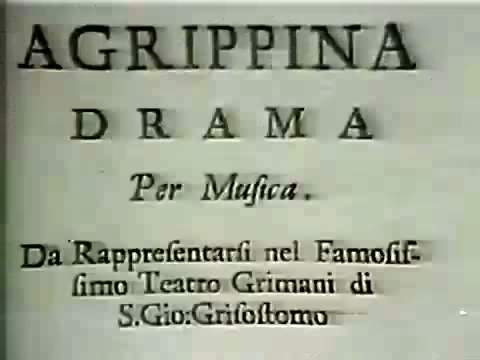 AGRIPPINA
DRAMA
Per Muſica.
Da Rappreſentarſi nel Famoſiſ-
ſimo Teatro Grimani di
S.Gio:Griſoſtomo